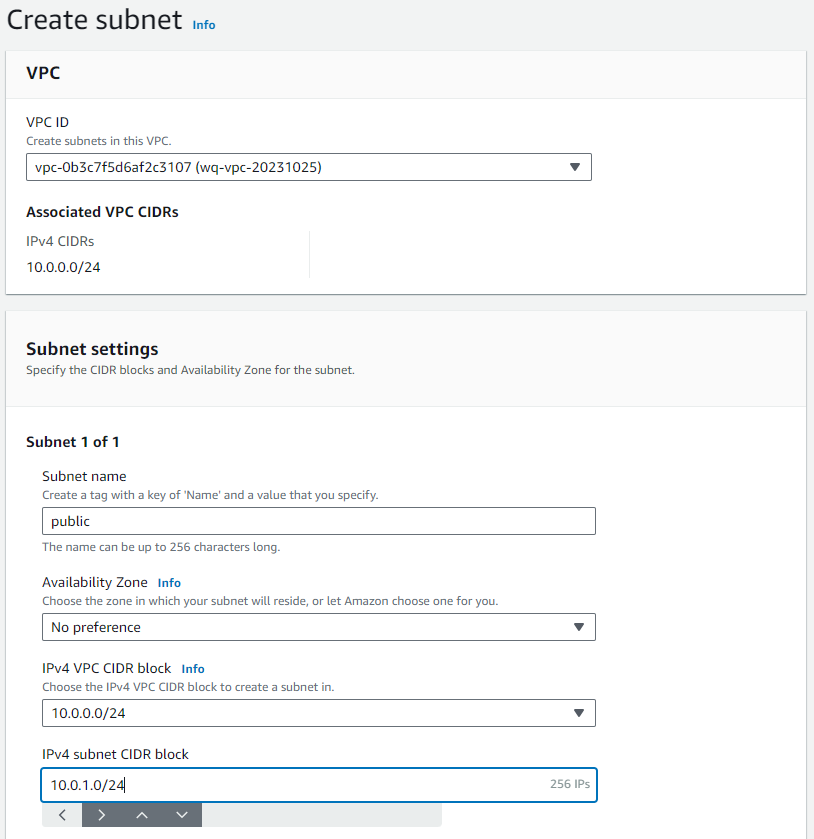 Create subnet Info
VPC
VPC ID
Create subnets in this VPC.
vpc-0b3c7f5d6af2c3107 (wq-vpc-20231025)
Associated VPC CIDRs
IPv4 CIDRs
10.0.0.0/24
Subnet settings
Specify the CIDR blocks and Availability Zone for the subnet.
Subnet 1 of 1
Subnet name
Create a tag with a key of 'Name' and a value that you specify.
public
The name can be up to 256 characters long.
Availability Zone Info
Choose the zone in which your subnet will reside, or let Amazon choose one for you.
No preference
IPv4 VPC CIDR block Info
Choose the IPv4 VPC CIDR block to create a subnet in.
10.0.0.0/24
IPv4 subnet CIDR block
10.0.1.0/24 256 IPs